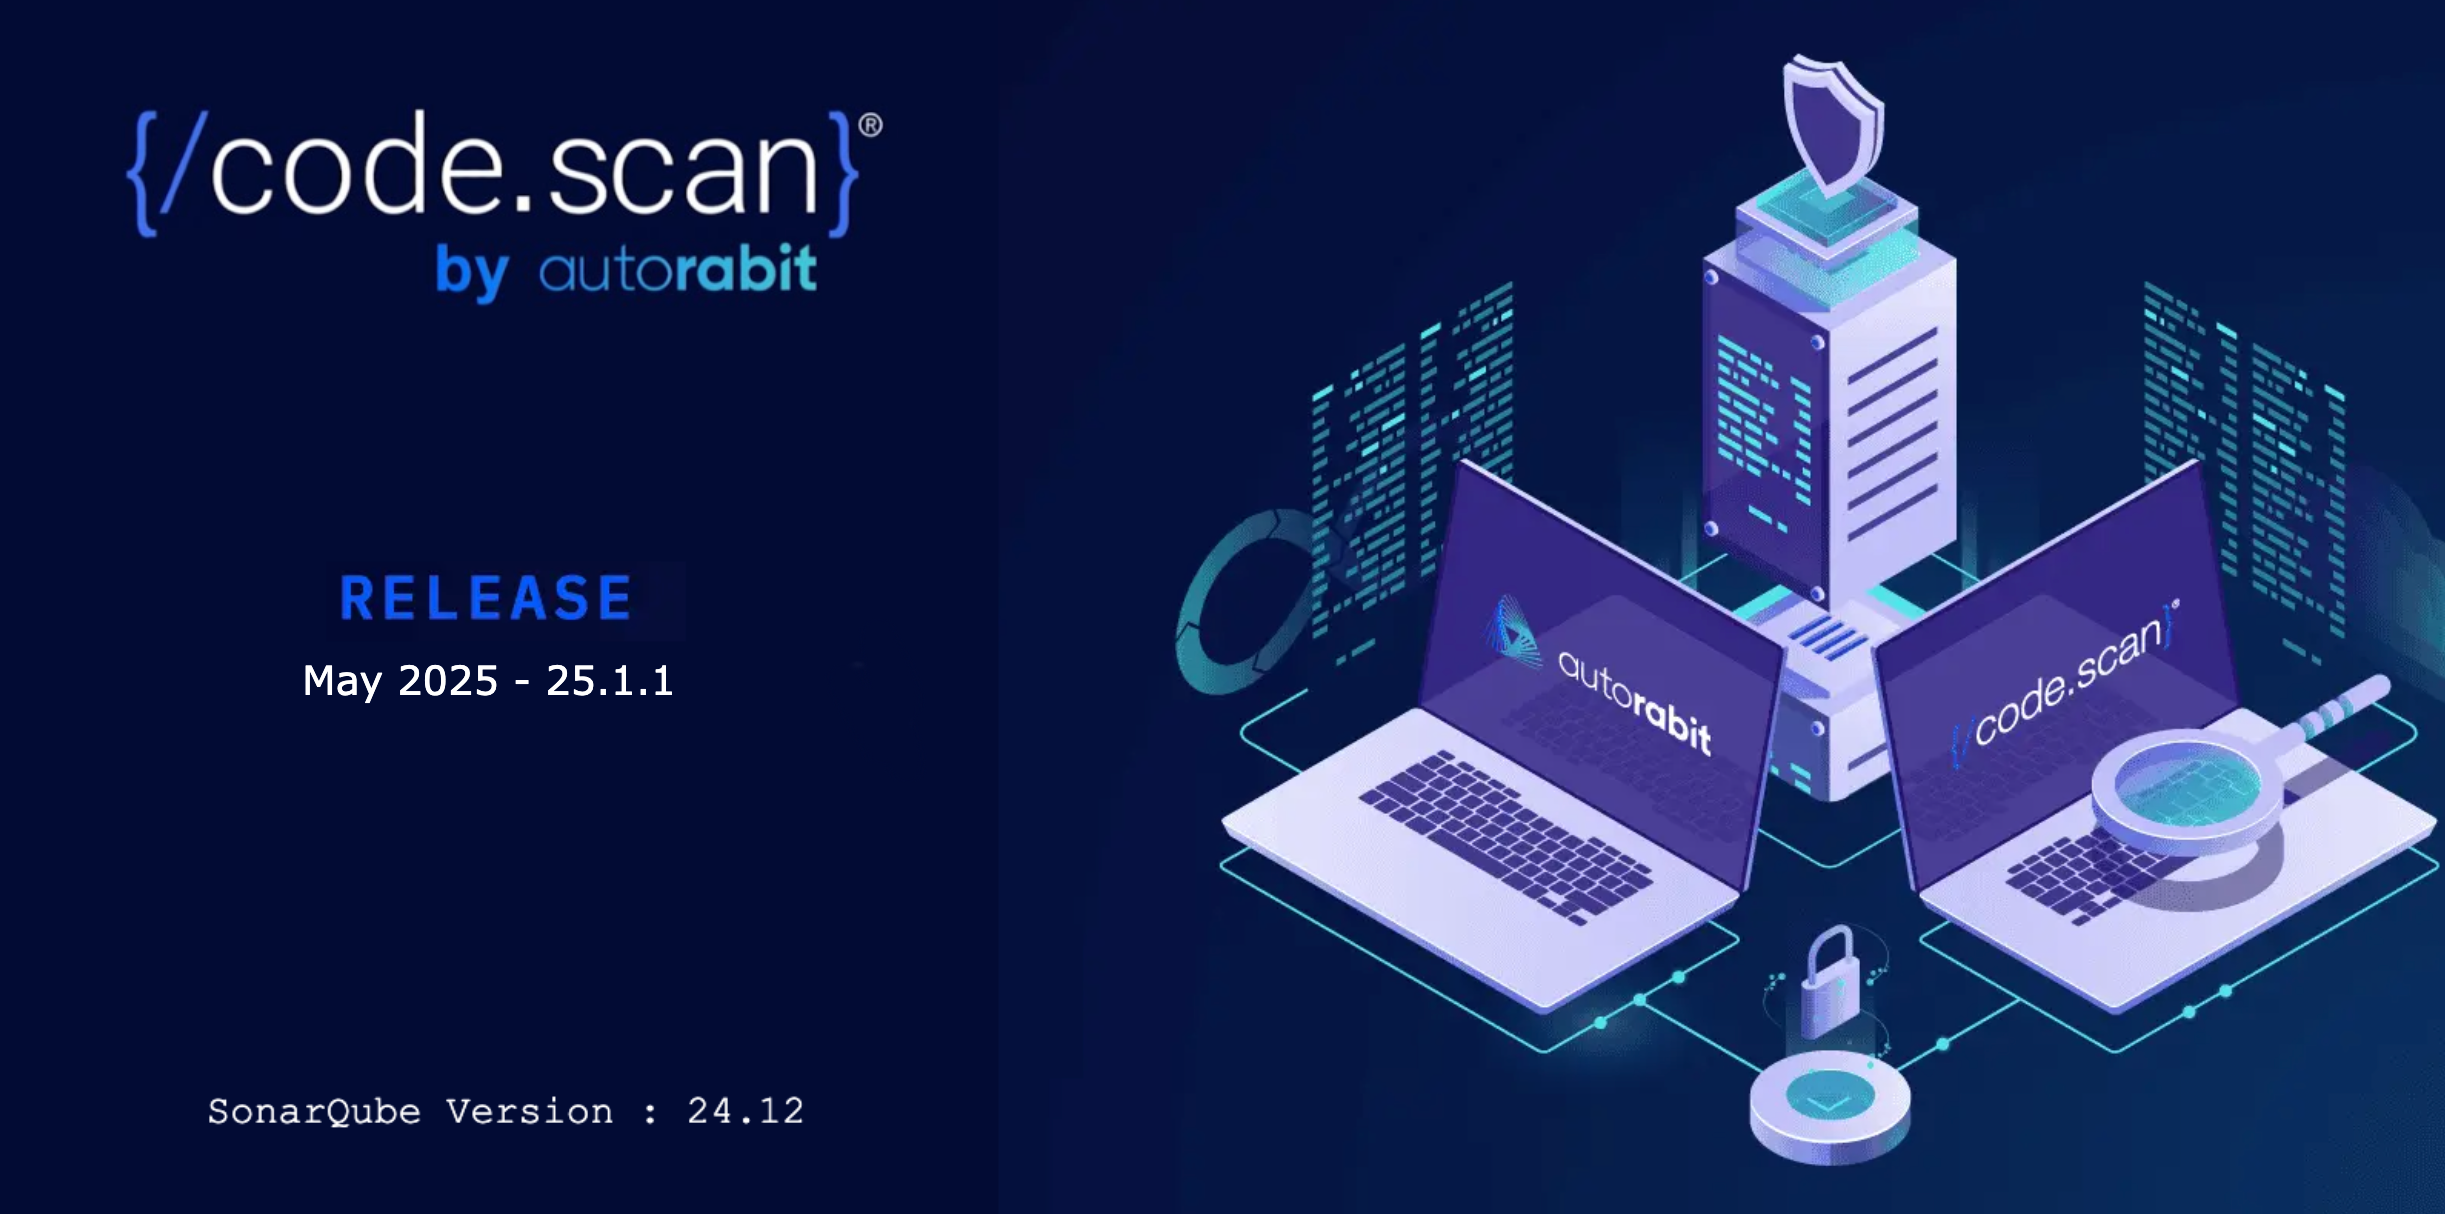 {/code.scan}®
by autorabit
RELEASE
May 2025 - 25.1.1
SonarQube Version : 24.12
autorabit
{/code.scan}®